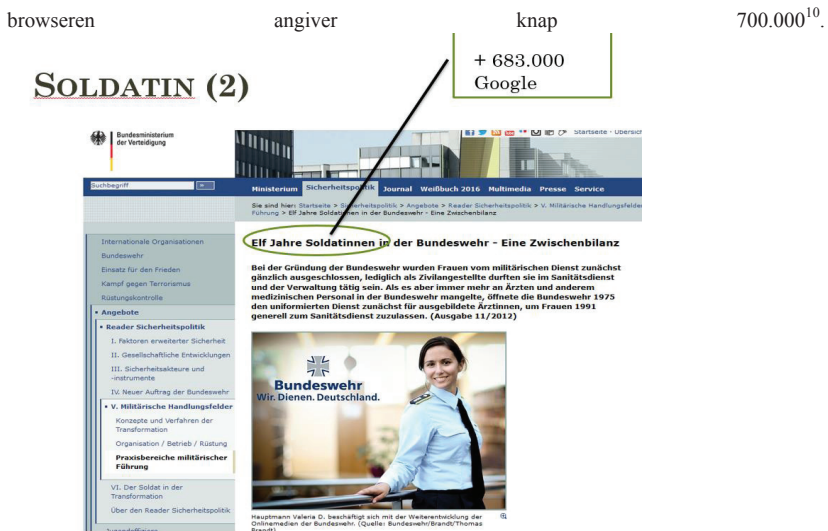 browseren angiver knap 700.000¹⁰.
+ 683.000
Google
SOLDATIN (2)
Bundesministerium
der Verteidigung
Startseite - Übersich
Suchbegriff
Ministerium Sicherheitspolitik Journal Weißbuch 2016 Multimedia Presse Service
Sie sind hier: Startseite > Sicherheitspolitik > Angebote > Reader Sicherheitspolitik > V. Militärische Handlungsfelder
Führung > Elf Jahre Soldatinnen in der Bundeswehr - Eine Zwischenbilanz
Internationale Organisationen
Bundeswehr
Einsatz für den Frieden
Kampf gegen Terrorismus
Rüstungskontrolle
Angebote
Reader Sicherheitspolitik
I. Faktoren erweiterter Sicherheit
II. Gesellschaftliche Entwicklungen
III. Sicherheitsakteure und
-instrumente
IV. Neuer Auftrag der Bundeswehr
V. Militärische Handlungsfelder
Konzepte und Verfahren der
Transformation
Organisation / Betrieb / Rüstung
Praxisbereiche militärischer
Führung
VI. Der Soldat in der
Transformation
Über den Reader Sicherheitspolitik
Jugendoffiziere
Elf Jahre Soldatinnen in der Bundeswehr - Eine Zwischenbilanz
Bei der Gründung der Bundeswehr wurden Frauen vom militärischen Dienst zunächst
gänzlich ausgeschlossen, lediglich als Zivilangestellte durften sie im Sanitätsdienst
und der Verwaltung tätig sein. Als es aber immer mehr an Ärzten und anderem
medizinischen Personal in der Bundeswehr mangelte, öffnete die Bundeswehr 1975
den uniformierten Dienst zunächst für ausgebildete Ärztinnen, um Frauen 1991
generell zum Sanitätsdienst zuzulassen. (Ausgabe 11/2012)
Bundeswehr
Wir. Dienen. Deutschland.
Hauptmann Valeria D. beschäftigt sich mit der Weiterentwicklung der
Onlinemedien der Bundeswehr. (Quelle: Bundeswehr/Brandt/Thomas
Brandt)